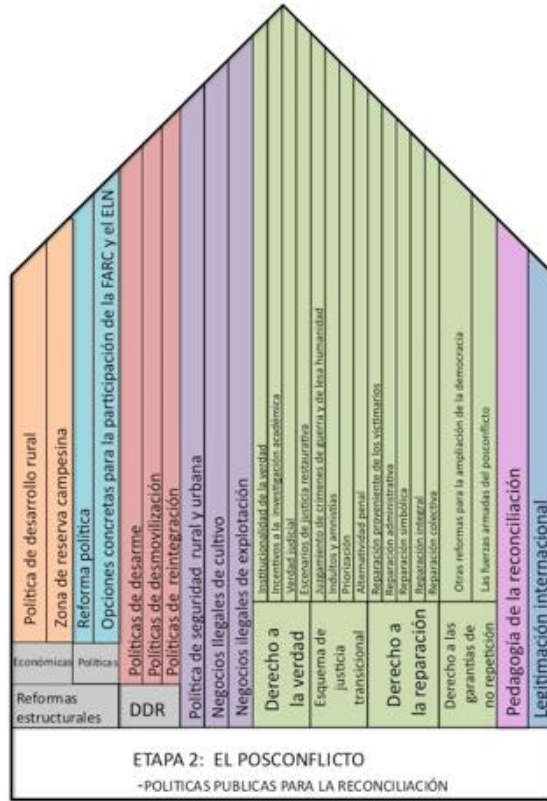 Política de desarrollo rural
Zona de reserva campesina
Reforma política
Opciones concretas para la participación de la FARC y el ELN
Políticas de desarme
Políticas de desmovilización
Políticas de reintegración
Política de seguridad rural y urbana
Negocios ilegales de cultivo
Negocios ilegales de explotación
Institucionalidad de la verdad
Incentivos a la investigación académica
Verdad judicial
Escenarios de justicia restaurativa
Juzgamiento de crímenes de guerra y de lesa humanidad
Indultos y amnistias
Priorización
Alternatividad penal
Reparación proveniente de los victimarios
Reparación administrativa
Reparación simbólica
Reparación integral
Reparación colectiva
Otras reformas para la ampliación de la democracia
Las fuerzas armadas del posconflicto
Pedagogía de la reconciliación
Legitimación internacional
Económicas
Políticas
Reformas
estructurales
DDR
Derecho a
la verdad
Esquema de
justicia
transicional
Derecho a
la reparación
Derecho a las
garantías de
no repetición
ETAPA 2: EL POSCONFLICTO
-POLITICAS PUBLICAS PARA LA RECONCILIACIÓN